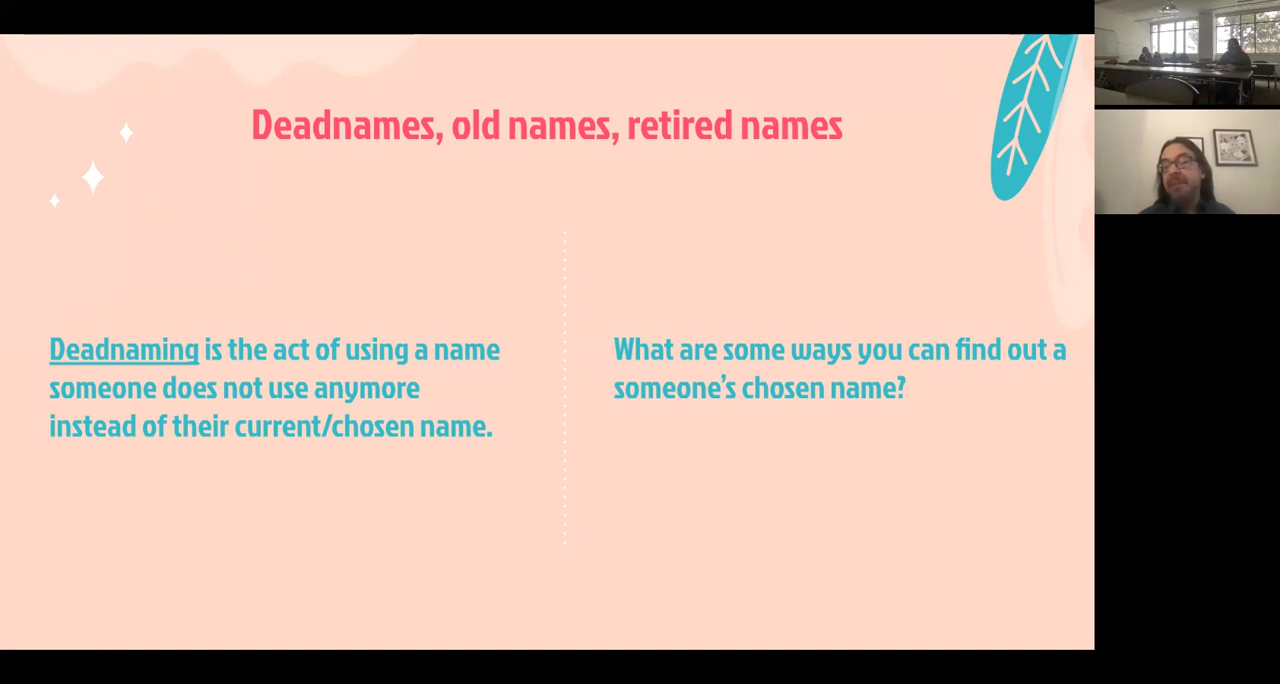 Deadnames, old names, retired names
Deadnaming is the act of using a name
someone does not use anymore
instead of their current/chosen name.
What are some ways you can find out a
someone's chosen name?